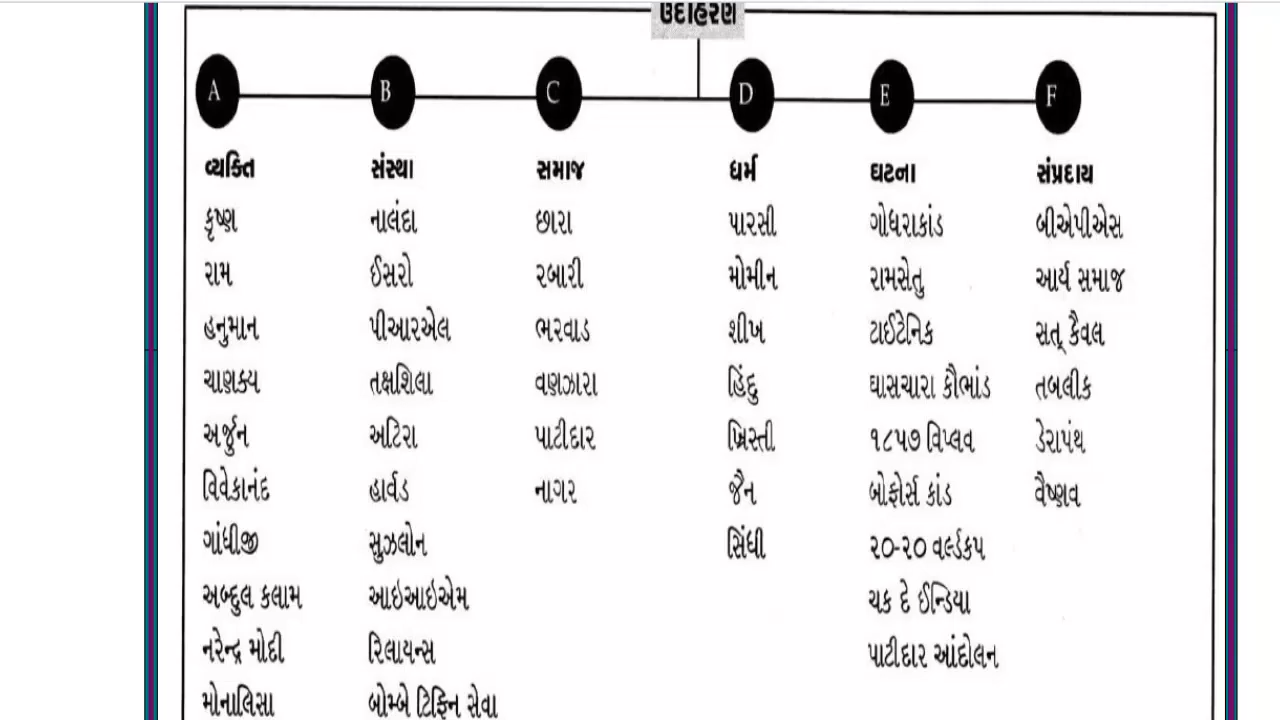 ઉદાહરણ
A B C D E F
વ્યક્તિ સંસ્થા સમાજ ધર્મ ઘટના સંપ્રદાય
કૃષ્ણ નાલંદા છારા પારસી ગોધરાકાંડ બીએપીએસ
રામ ઈસરો રબારી મોમીન રામસેતુ આર્ય સમાજ
હનુમાન પીઆરએલ ભરવાડ શીખ ટાઈટેનિક સત્ કૈવલ
ચાણક્ય તક્ષશિલા વણઝારા હિંદુ ઘાસચારા કૌભાંડ તબલીક
અર્જુન અટિરા પાટીદાર ખ્રિસ્તી ૧૮૫૭ વિપ્લવ ડેરાપંથ
વિવેકાનંદ હાર્વડ નાગર જૈન બોફોર્સ કાંડ વૈષ્ણવ
ગાંધીજી સુઝલોન સિંધી ૨૦-૨૦ વર્લ્ડકપ
અબ્દુલ કલામ આઇઆઇએમ ચક દે ઈન્ડિયા
નરેન્દ્ર મોદી રિલાયન્સ પાટીદાર આંદોલન
મોનાલિસા બોમ્બે ટિફિન સેવા